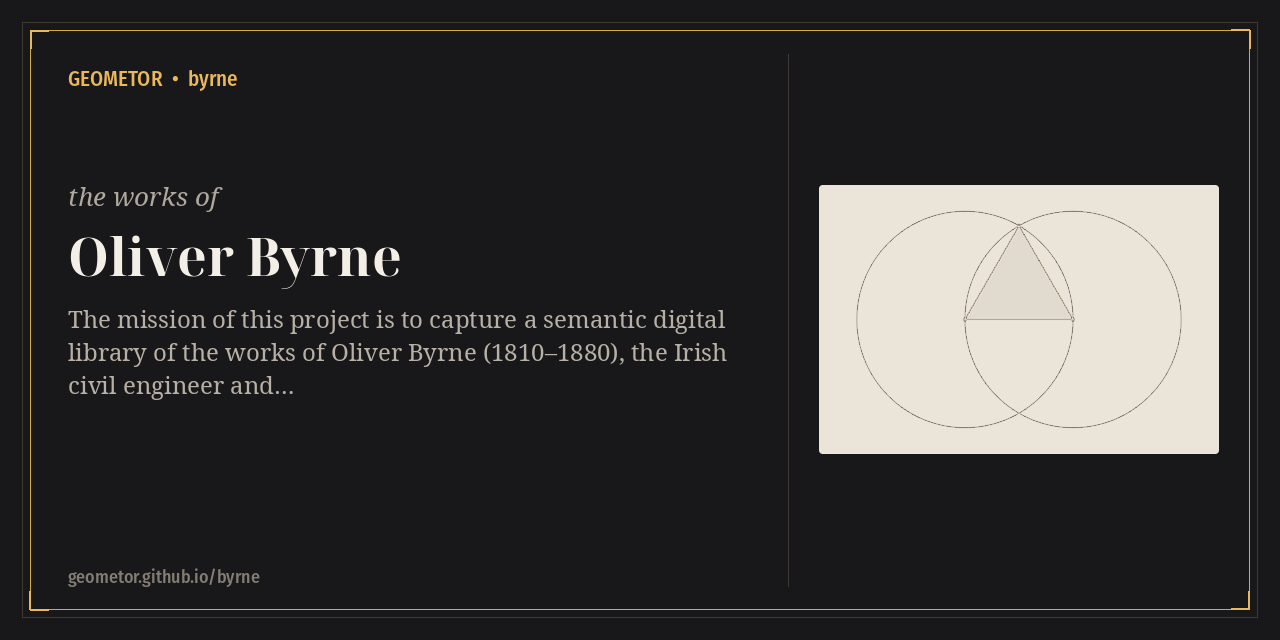 GEOMETOR • byrne
the works of
Oliver Byrne
The mission of this project is to capture a semantic digital
library of the works of Oliver Byrne (1810–1880), the Irish
civil engineer and…
geometor.github.io/byrne